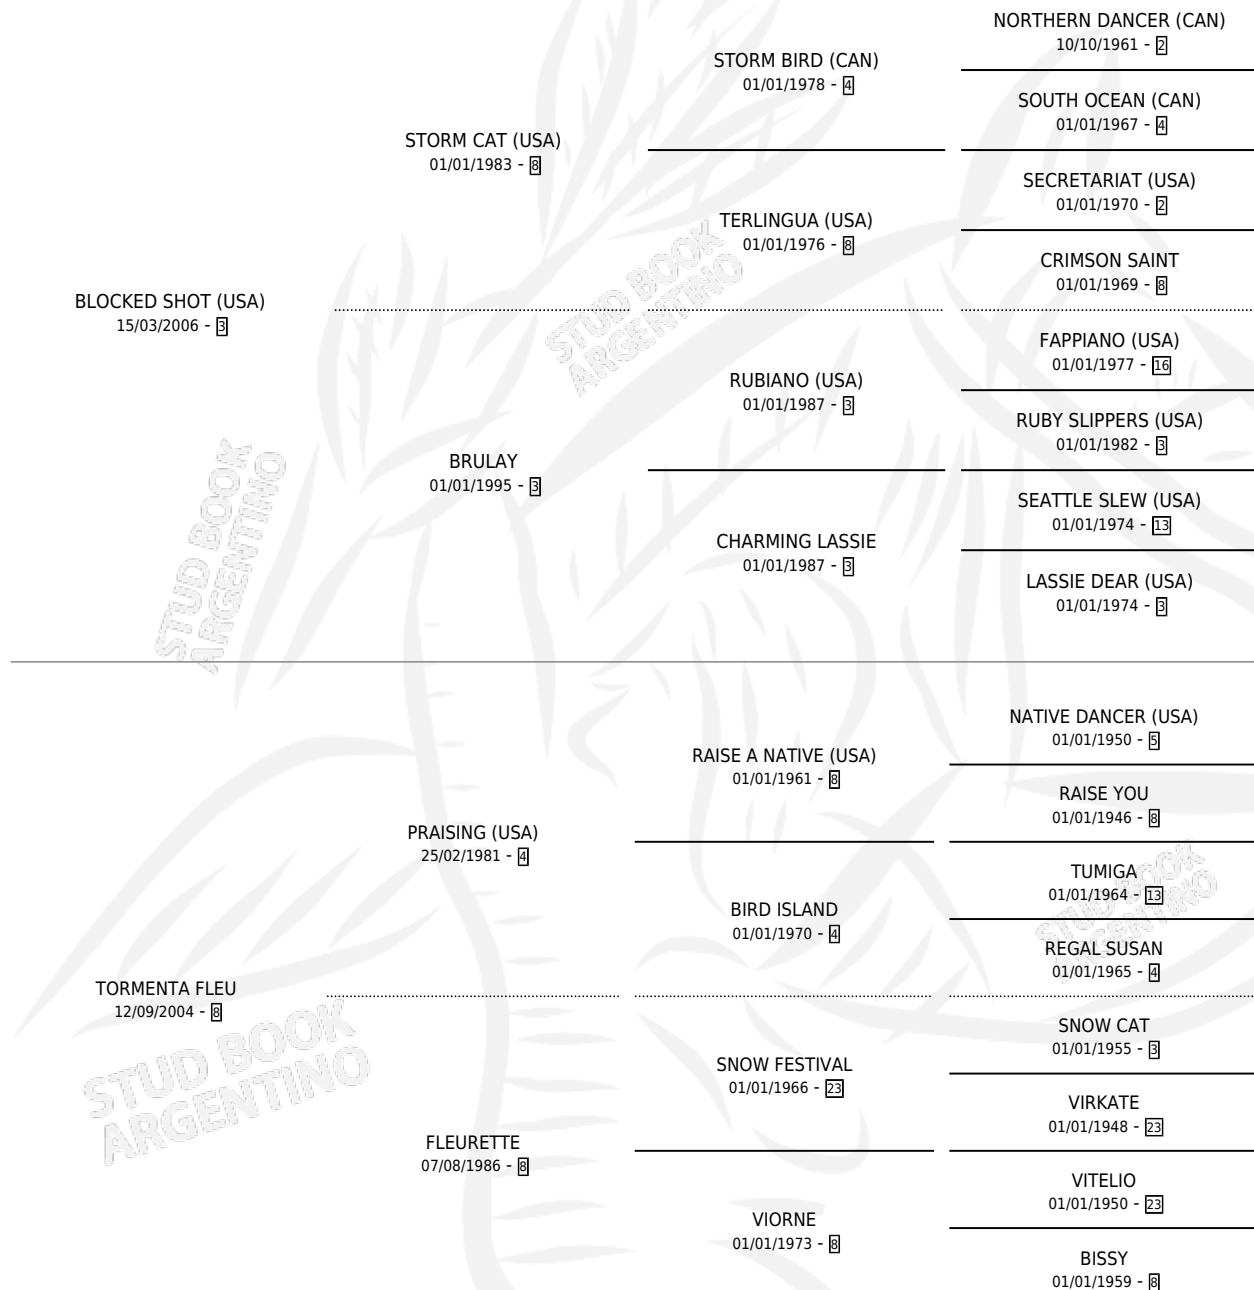 NORTHERN DANCER (CAN)
10/10/1961 - 2
STORM BIRD (CAN)
01/01/1978 - 4
SOUTH OCEAN (CAN)
01/01/1967 - 4
STORM CAT (USA)
01/01/1983 - 8
SECRETARIAT (USA)
01/01/1970 - 2
TERLINGUA (USA)
01/01/1976 - 8
CRIMSON SAINT
01/01/1969 - 8
BLOCKED SHOT (USA)
15/03/2006 - 3
FAPPIANO (USA)
01/01/1977 - 16
RUBIANO (USA)
01/01/1987 - 3
RUBY SLIPPERS (USA)
01/01/1982 - 3
BRULAY
01/01/1995 - 3
SEATTLE SLEW (USA)
01/01/1974 - 13
CHARMING LASSIE
01/01/1987 - 3
LASSIE DEAR (USA)
01/01/1974 - 3
STUD BOOK
ARGENTINO
STUD BOOK
ARGENTINO
NATIVE DANCER (USA)
01/01/1950 - 5
RAISE A NATIVE (USA)
01/01/1961 - 8
RAISE YOU
01/01/1946 - 8
PRAISING (USA)
25/02/1981 - 4
TUMIGA
01/01/1964 - 13
BIRD ISLAND
01/01/1970 - 4
REGAL SUSAN
01/01/1965 - 4
TORMENTA FLEU
12/09/2004 - 8
SNOW CAT
01/01/1955 - 3
SNOW FESTIVAL
01/01/1966 - 23
VIRKATE
01/01/1948 - 23
FLEURETTE
07/08/1986 - 8
VITELIO
01/01/1950 - 23
VIORNE
01/01/1973 - 8
BISSY
01/01/1959 - 8
STUD BOOK
ARGENTINO
STUD BOOK
ARGENTINO